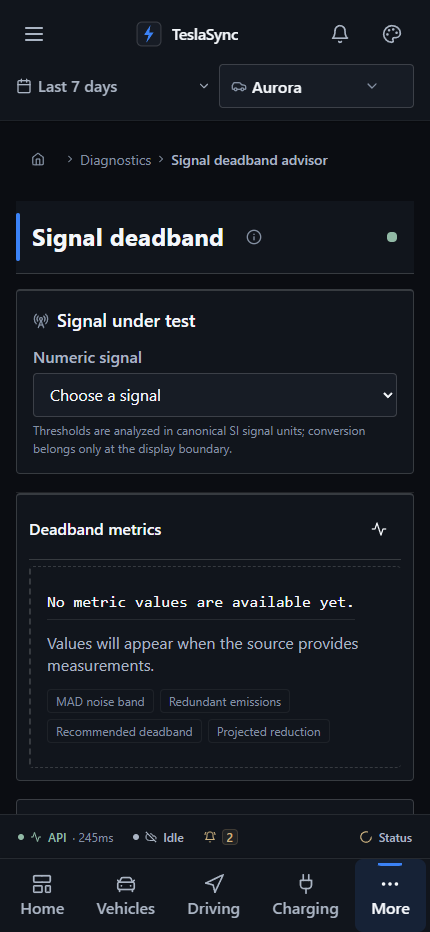 TeslaSync
Last 7 days
Aurora
Diagnostics
Signal deadband advisor
Signal deadband
Signal under test
Numeric signal
Choose a signal
Thresholds are analyzed in canonical SI signal units; conversion
belongs only at the display boundary.
Deadband metrics
No metric values are available yet.
Values will appear when the source provides
measurements.
MAD noise band
Redundant emissions
Recommended deadband
Projected reduction
API · 245ms
Idle
2
Status
Home
Vehicles
Driving
Charging
More